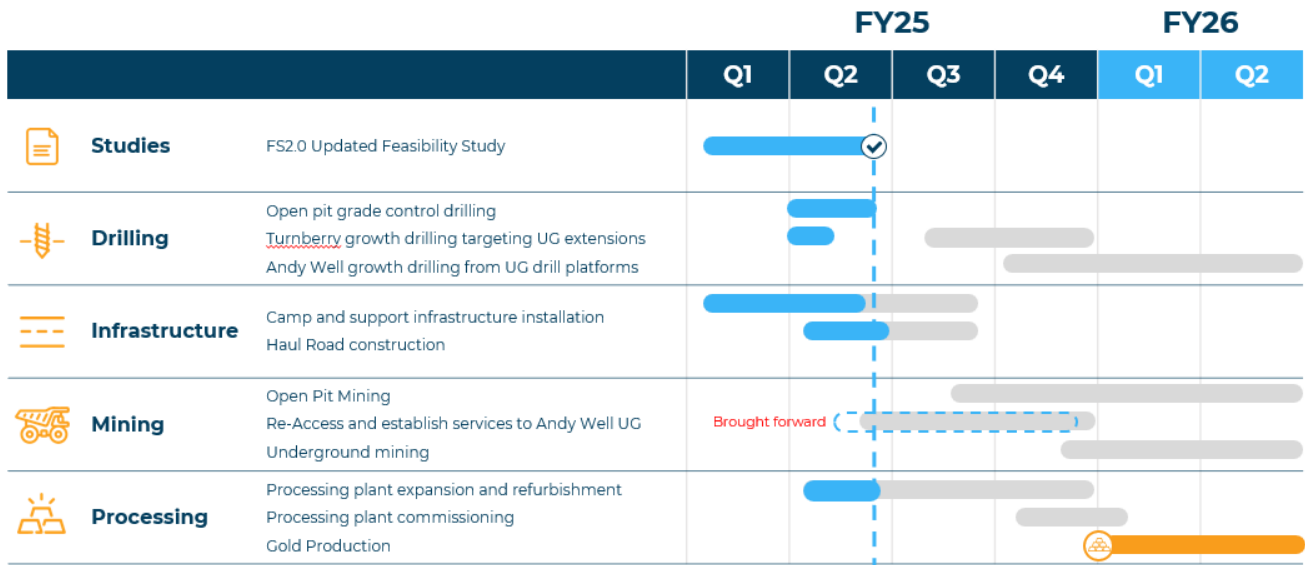 FY25 FY26
Q1 Q2 Q3 Q4 Q1 Q2
Studies FS2.0 Updated Feasibility Study
Open pit grade control drilling
Drilling Turnberry growth drilling targeting UG extensions
Andy Well growth drilling from UG drill platforms
Camp and support infrastructure installation
Infrastructure
Haul Road construction
Open Pit Mining
Mining Re-Access and establish services to Andy Well UG Brought forward
Underground mining
Processing plant expansion and refurbishment
Processing Processing plant commissioning
Gold Production